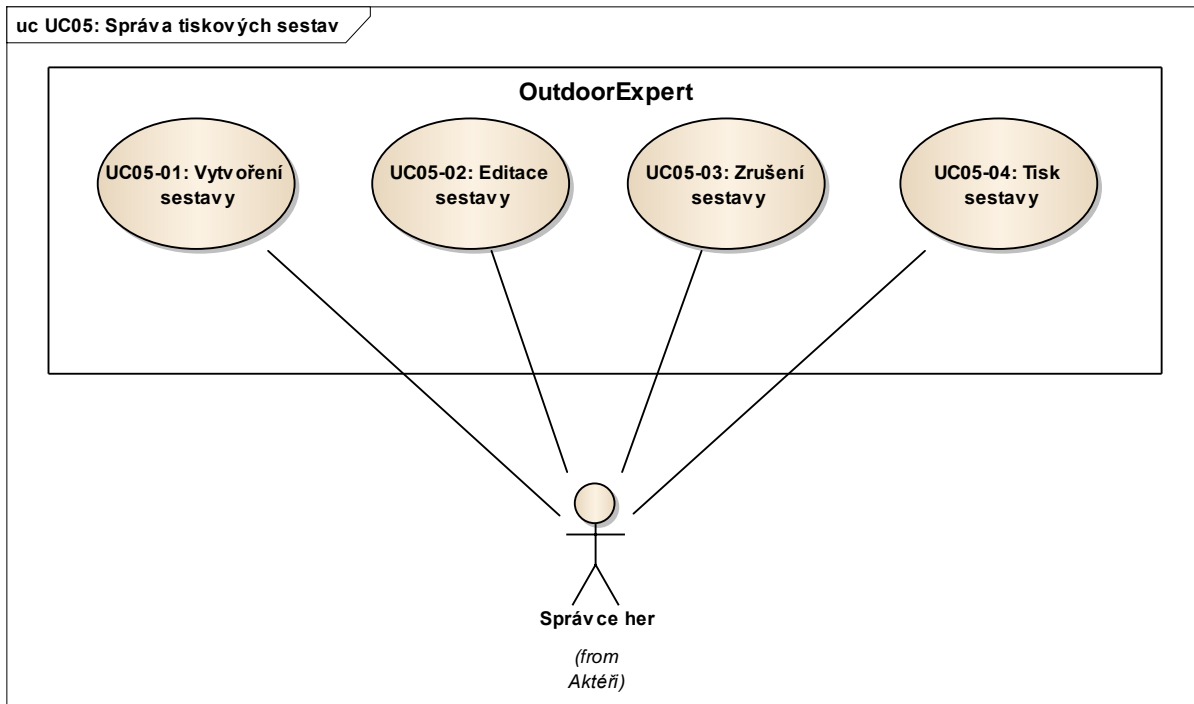 uc UC05: Správa tiskových sestav
OutdoorExpert
UC05-01: Vytvoření
sestavy
UC05-02: Editace
sestavy
UC05-03: Zrušení
sestavy
UC05-04: Tisk
sestavy
Správce her
(from
Aktéři)